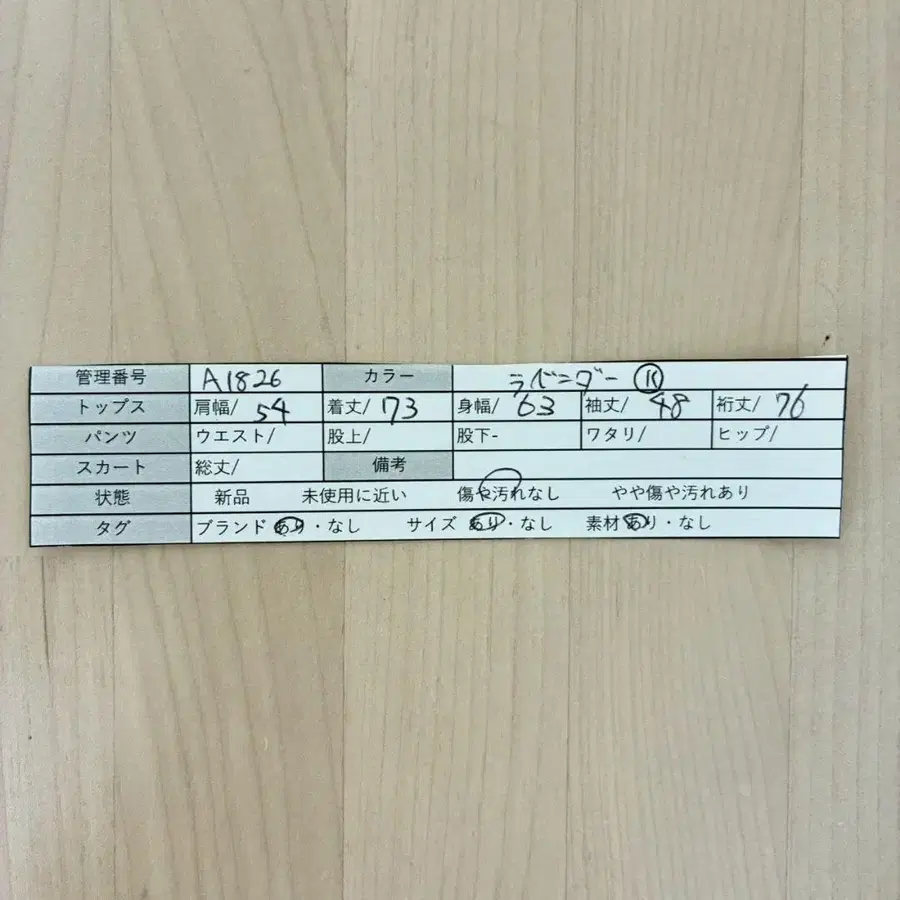 管理番号 A1826 カラー ラベンダー ⑪
トップス 肩幅/ 54 着丈/ 73 身幅/ 63 袖丈/ 48 裄丈/ 76
パンツ ウエスト/ 股上/ 股下- ワタリ/ ヒップ/
スカート 総丈/ 備考
状態 新品 未使用に近い 傷や汚れなし やや傷や汚れあり
タグ ブランド あり・なし サイズ あり・なし 素材 あり・なし